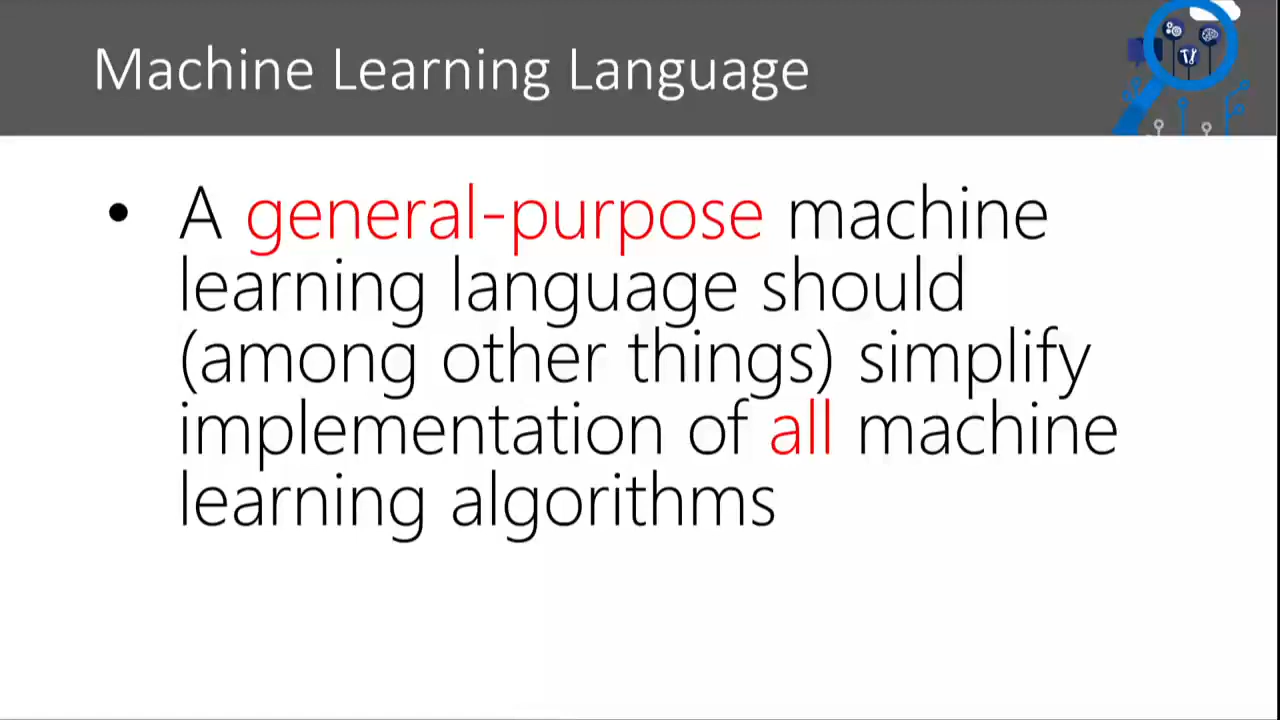 Machine Learning Language
• A general-purpose machine
learning language should
(among other things) simplify
implementation of all machine
learning algorithms